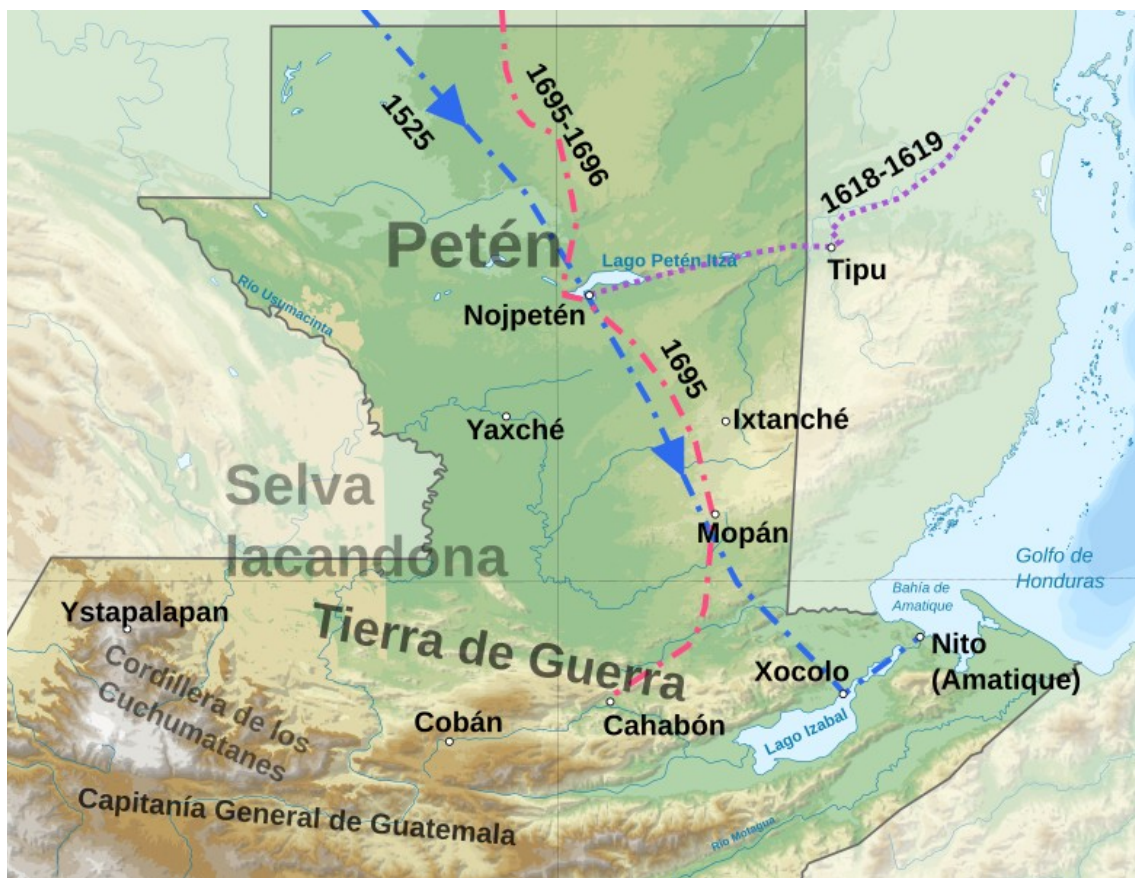 1525
1695-1696
1618-1619
Petén
Lago Petén Itzá
Tipu
Río Usumacinta
Nojpetén
1695
Yaxché
Ixtanché
Selva
lacandona
Mopán
Golfo de
Honduras
Bahía de
Amatique
Ystapalapan
Tierra de Guerra
Nito
(Amatique)
Xocolo
Cordillera de los
Cuchumatanes
Cobán
Cahabón
Lago Izabal
Capitanía General de Guatemala
Río Motagua